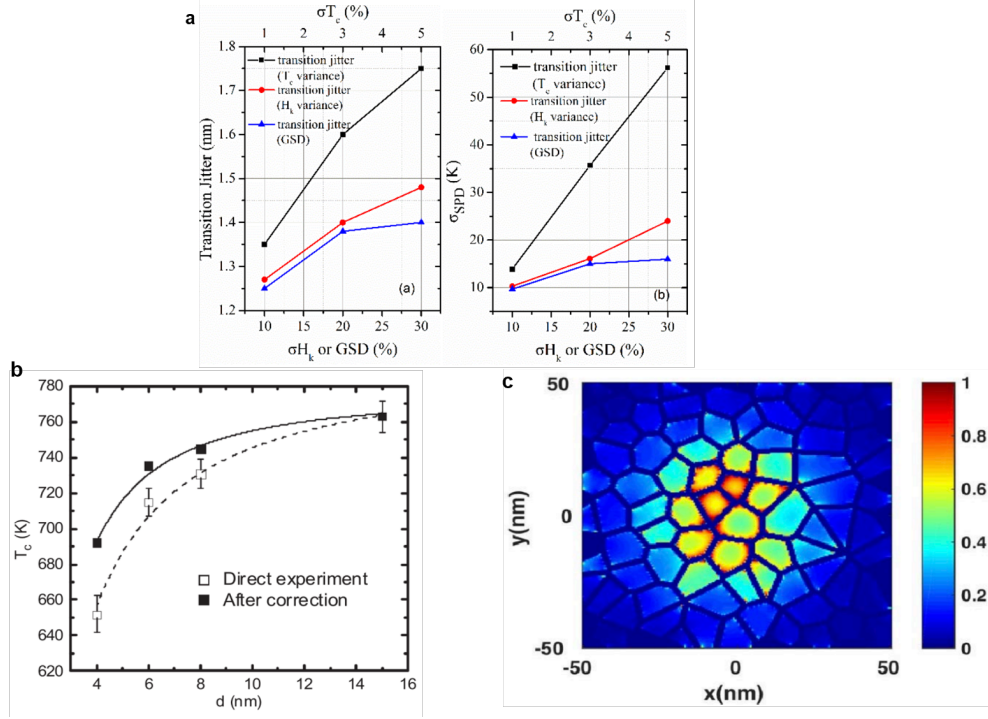 a
σT_c (%)
1 2 3 4 5
1.8
1.7
1.6
1.5
1.4
1.3
1.2
Transition Jitter (nm)
transition jitter
(T_c variance)
transition jitter
(H_k variance)
transition jitter
(GSD)
(a)
10 15 20 25 30
σH_k or GSD (%)
σT_c (%)
1 2 3 4 5
60
50
40
30
20
10
σ_SPD (K)
transition jitter
(T_c variance)
transition jitter
(H_k variance)
transition jitter
(GSD)
(b)
10 15 20 25 30
σH_k or GSD (%)
b
780
760
740
720
700
680
660
640
620
T_c (K)
Direct experiment
After correction
4 6 8 10 12 14 16
d (nm)
c
50
0
-50
y(nm)
-50 0 50
x(nm)
1
0.8
0.6
0.4
0.2
0